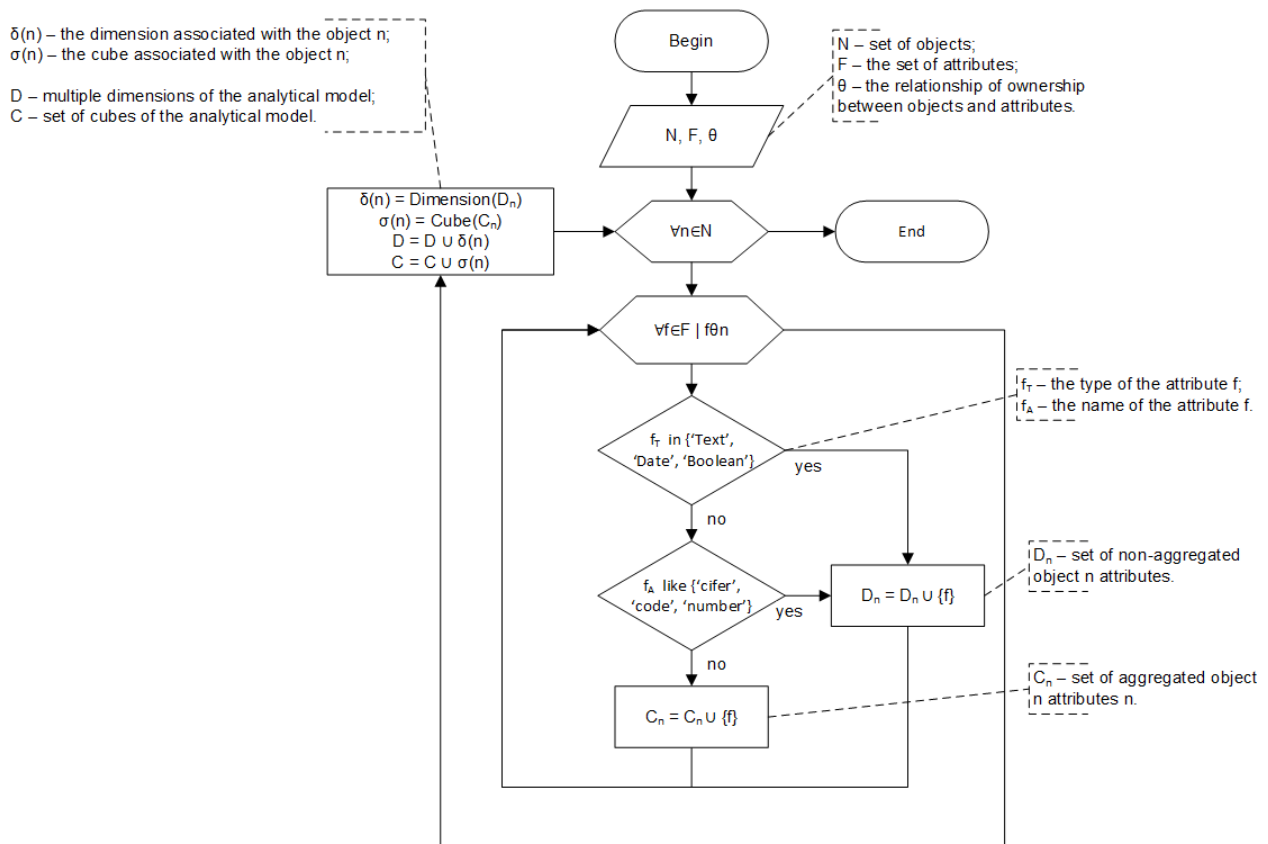 δ(n) – the dimension associated with the object n;
σ(n) – the cube associated with the object n;
D – multiple dimensions of the analytical model;
C – set of cubes of the analytical model.
Begin
N – set of objects;
F – the set of attributes;
θ – the relationship of ownership
between objects and attributes.
N, F, θ
δ(n) = Dimension(Dₙ)
σ(n) = Cube(Cₙ)
D = D ∪ δ(n)
C = C ∪ σ(n)
∀n∈N
End
∀f∈F | fθn
f_T – the type of the attribute f;
f_A – the name of the attribute f.
f_T in {‘Text’,
‘Date’, ‘Boolean’}
yes
no
f_A like {‘cifer’,
‘code’, ‘number’}
yes
Dₙ = Dₙ ∪ {f}
Dₙ – set of non-aggregated
object n attributes.
no
Cₙ = Cₙ ∪ {f}
Cₙ – set of aggregated object
n attributes n.